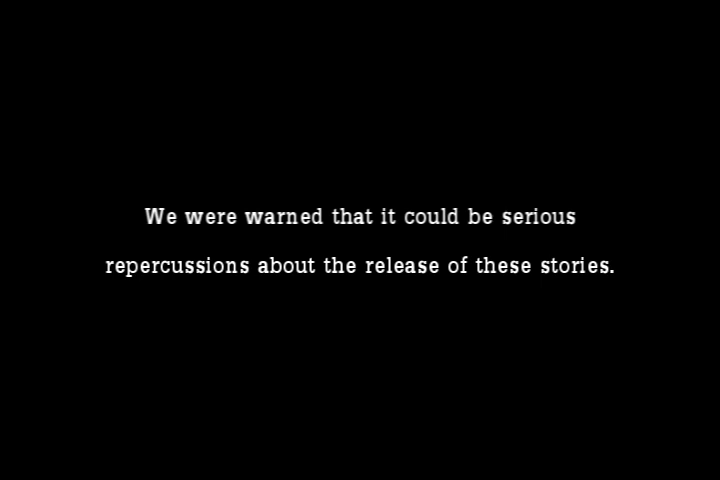 We were warned that it could be serious
repercussions about the release of these stories.